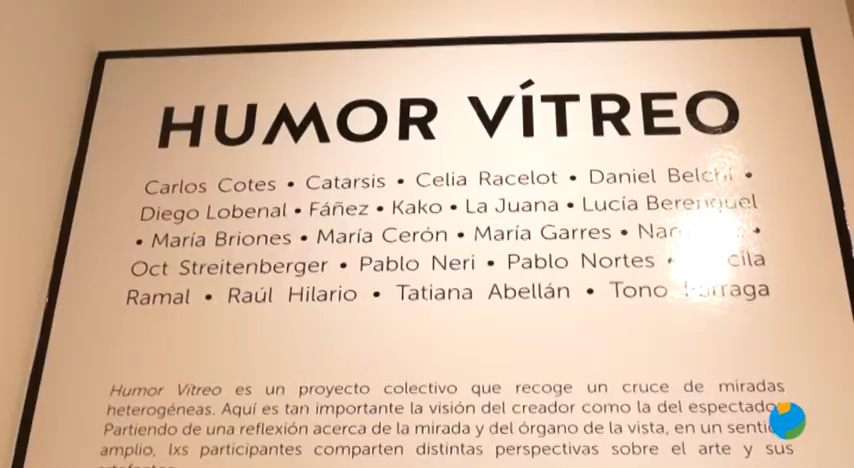 HUMOR VÍTREO
Carlos Cotes • Catarsis • Celia Racelot • Daniel Belchí •
Diego Lobenal • Fáñez • Kako • La Juana • Lucía Berenguel
• María Briones • María Cerón • María Garres • •
Oct Streitenberger • Pablo Neri • Pablo Nortes •
Ramal • Raúl Hilario • Tatiana Abellán • Tono
Humor Vítreo es un proyecto colectivo que recoge un cruce de miradas
heterogéneas. Aquí es tan importante la visión del creador como la del espectador.
Partiendo de una reflexión acerca de la mirada y del órgano de la vista, en un sentido
amplio, lxs participantes comparten distintas perspectivas sobre el arte y sus